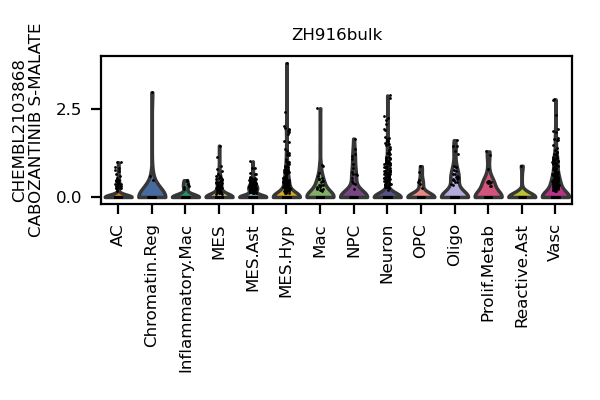 ZH916bulk
CHEMBL2103868
CABOZANTINIB S-MALATE
2.5
0.0
AC
Chromatin.Reg
Inflammatory.Mac
MES
MES.Ast
MES.Hyp
Mac
NPC
Neuron
OPC
Oligo
Prolif.Metab
Reactive.Ast
Vasc